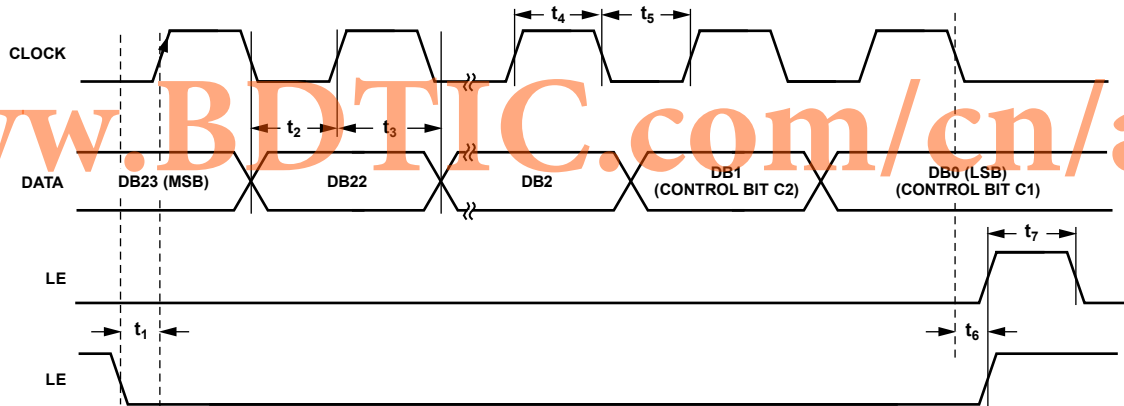 t4
t5
CLOCK
www.BDTIC.com/cn/a
t2
t3
DATA
DB23 (MSB)
DB22
DB2
DB1
(CONTROL BIT C2)
DB0 (LSB)
(CONTROL BIT C1)
t7
LE
t1
t6
LE